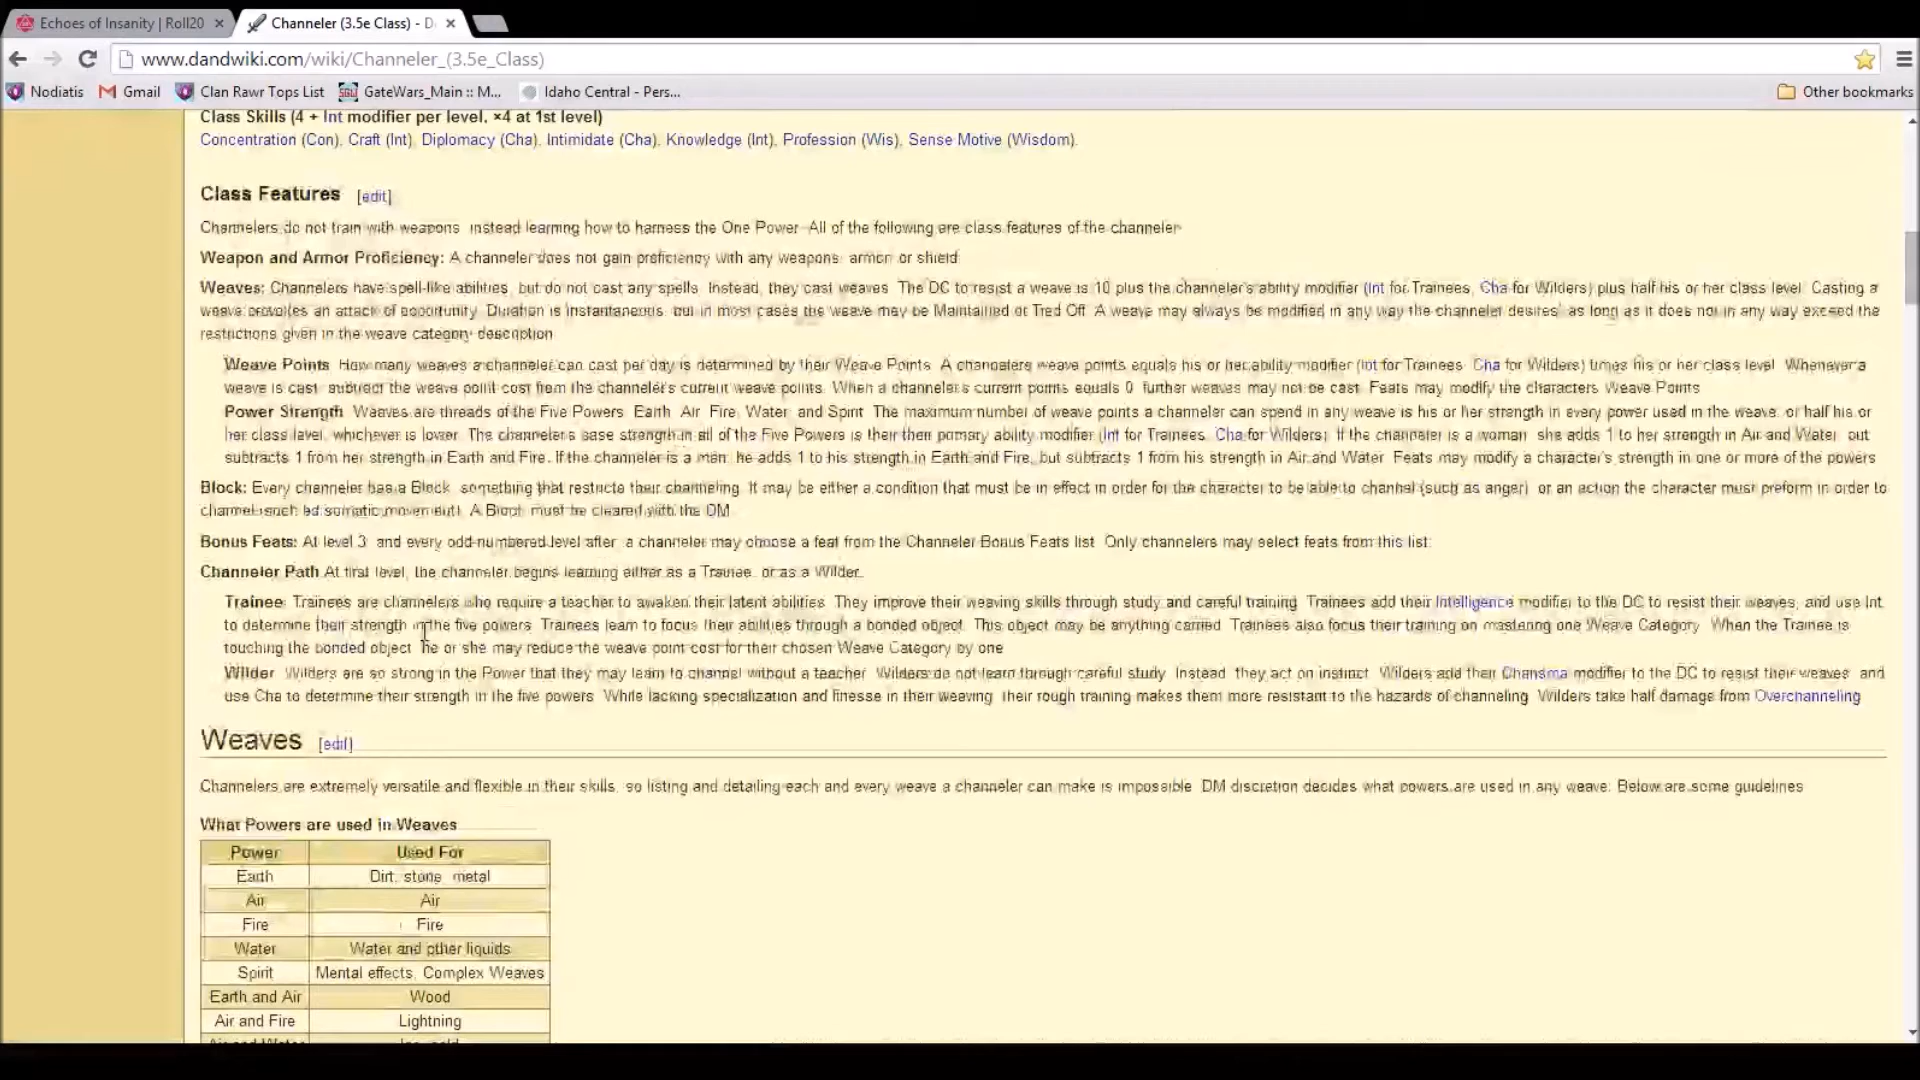 Echoes of Insanity | Roll20
Channeler (3.5e Class) - D
www.dandwiki.com/wiki/Channeler_(3.5e_Class)
Nodiatis Gmail Clan Rawr Tops List GateWars_Main :: M... Idaho Central - Pers... Other bookmarks
Class Skills (4 + Int modifier per level, ×4 at 1st level)
Concentration (Con), Craft (Int), Diplomacy (Cha), Intimidate (Cha), Knowledge (Int), Profession (Wis), Sense Motive (Wisdom).
Class Features [edit]
Channelers do not train with weapons instead learning how to harness the One Power All of the following are class features of the channeler
Weapon and Armor Proficiency: A channeler does not gain proficiency with any weapons, armor or shield
Weaves: Channelers have spell-like abilities, but do not cast any spells. Instead, they cast weaves. The DC to resist a weave is 10 plus the channeler's ability modifier (Int for Trainees, Cha for Wilders) plus half his or her class level. Casting a
weave provokes an attack of opportunity. Duration is Instantaneous, but in most cases the weave may be Maintained or Tied Off. A weave may always be modified in any way the channeler desires, as long as it does not in any way exceed the
restrictions given in the weave category description
Weave Points How many weaves a channeler can cast per day is determined by their Weave Points. A channelers weave points equals his or her ability modifier (Int for Trainees, Cha for Wilders) times his or her class level. Whenever a
weave is cast, subtract the weave point cost from the channeler's current weave points. When a channeler's current points equals 0, further weaves may not be cast. Feats may modify the characters Weave Points
Power Strength Weaves are threads of the Five Powers Earth Air Fire, Water and Spirit The maximum number of weave points a channeler can spend in any weave is his or her strength in every power used in the weave, or half his or
her class level, whichever is lower. The channeler's base strength in all of the Five Powers is their their primary ability modifier (Int for Trainees, Cha for Wilders) If the channeler is a woman she adds 1 to her strength in Air and Water but
subtracts 1 from her strength in Earth and Fire. If the channeler is a man he adds 1 to his strength in Earth and Fire, but subtracts 1 from his strength in Air and Water Feats may modify a character's strength in one or more of the powers
Block: Every channeler has a Block something that restricts their channeling. It may be either a condition that must be in effect in order for the character to be able to channel (such as anger) or an action the character must preform in order to
channel (such as somatic movement). A Block must be cleared with the DM
Bonus Feats: At level 3 and every odd-numbered level after a channeler may choose a feat from the Channeler Bonus Feats list Only channelers may select feats from this list.
Channeler Path At first level, the channeler begins learning either as a Trainee, or as a Wilder.
Trainee Trainees are channelers who require a teacher to awaken their latent abilities They improve their weaving skills through study and careful training Trainees add their Intelligence modifier to the DC to resist their weaves, and use Int
to determine their strength in the five powers Trainees learn to focus their abilities through a bonded object. This object may be anything carried. Trainees also focus their training on mastering one Weave Category When the Trainee is
touching the bonded object he or she may reduce the weave point cost for their chosen Weave Category by one
Wilder Wilders are so strong in the Power that they may learn to channel without a teacher Wilders do not learn through careful study Instead they act on instinct Wilders add their Charisma modifier to the DC to resist their weaves and
use Cha to determine their strength in the five powers While lacking specialization and finesse in their weaving their rough training makes them more resistant to the hazards of channeling Wilders take half damage from Overchanneling
Weaves [edit]
Channelers are extremely versatile and flexible in their skills, so listing and detailing each and every weave a channeler can make is impossible DM discretion decides what powers are used in any weave. Below are some guidelines
What Powers are used in Weaves
Power Used For
Earth Dirt, stone metal
Air Air
Fire Fire
Water Water and other liquids
Spirit Mental effects, Complex Weaves
Earth and Air Wood
Air and Fire Lightning